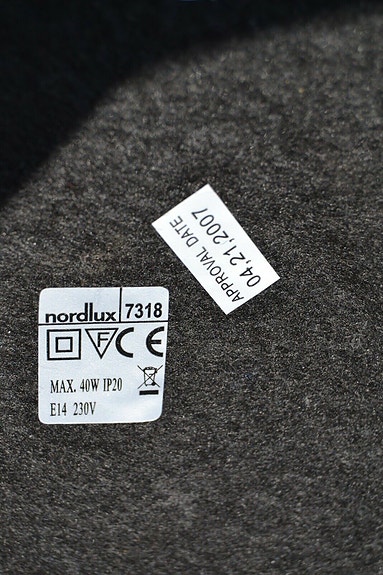 APPROVAL DATE
04,21,2007
nordlux 7318
F CE
MAX. 40W IP20
E14 230V